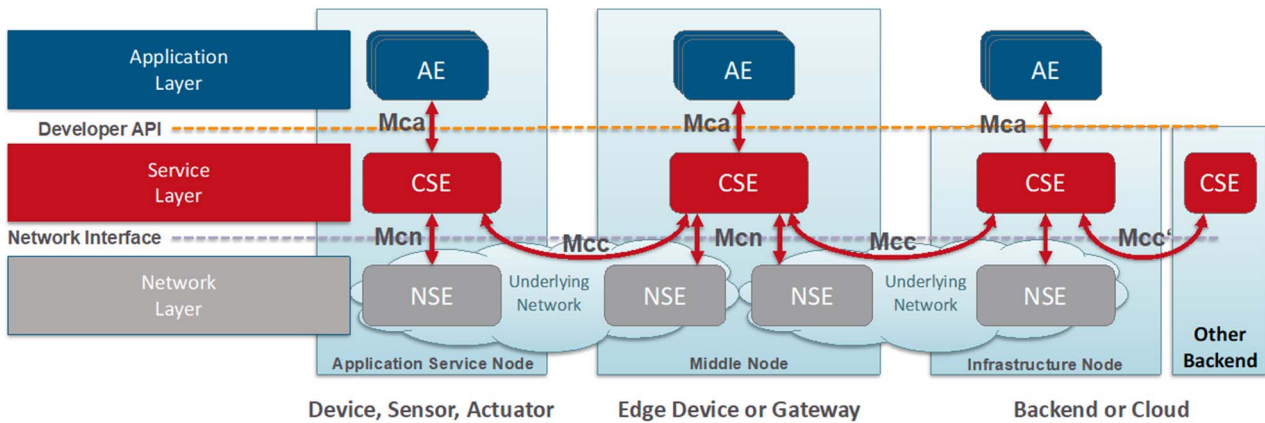 Application
Layer
AE
AE
AE
Developer API
Mca
Mca
Mca
Service
Layer
CSE
CSE
CSE
CSE
Network Interface
Mcn
Mcc
Mcn
Mcc
Mcc‘
Network
Layer
NSE
Underlying
Network
NSE
NSE
Underlying
Network
NSE
Other
Backend
Application Service Node
Middle Node
Infrastructure Node
Device, Sensor, Actuator
Edge Device or Gateway
Backend or Cloud